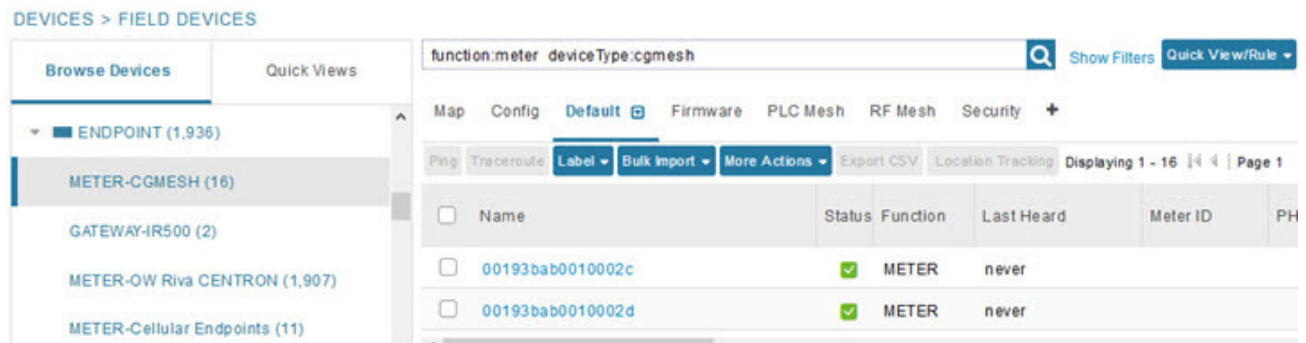 DEVICES > FIELD DEVICES
Browse Devices Quick Views
ENDPOINT (1,936)
METER-CGMESH (16)
GATEWAY-IR500 (2)
METER-OW Riva CENTRON (1,907)
METER-Cellular Endpoints (11)
function:meter deviceType:cgmesh
Show Filters Quick View/Rule
Map Config Default Firmware PLC Mesh RF Mesh Security +
Ping Traceroute Label Bulk Import More Actions Export CSV Location Tracking Displaying 1 - 16 Page 1
Name Status Function Last Heard Meter ID PH
00193bab0010002c METER never
00193bab0010002d METER never